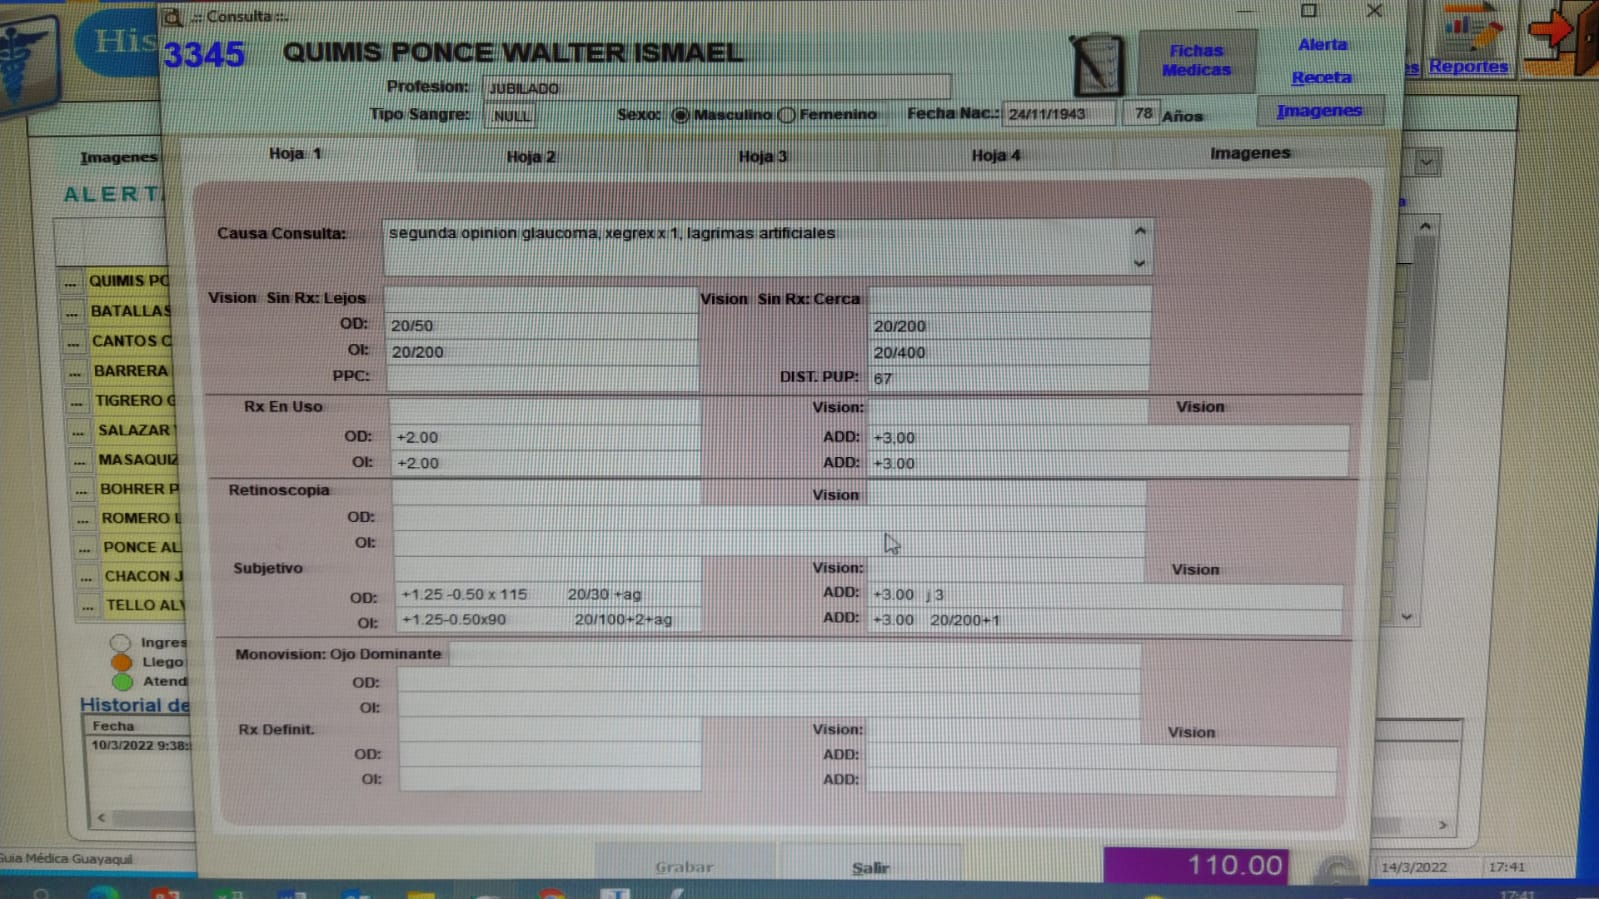 .:: Consulta ::.
His
3345 QUIMIS PONCE WALTER ISMAEL
Fichas Medicas
Alerta
Receta
Imagenes
Reportes
Profesion: JUBILADO
Tipo Sangre: .NULL. Sexo: Masculino Femenino Fecha Nac.: 24/11/1943 78 Años
Imagenes
ALERT
Hoja 1 Hoja 2 Hoja 3 Hoja 4 Imagenes
Causa Consulta: segunda opinion glaucoma, xegrex x 1, lagrimas artificiales
Vision Sin Rx: Lejos Vision Sin Rx: Cerca
OD: 20/50 20/200
OI: 20/200 20/400
PPC: DIST. PUP: 67
Rx En Uso Vision: Vision
OD: +2.00 ADD: +3.00
OI: +2.00 ADD: +3.00
Retinoscopia Vision
OD:
OI:
Subjetivo Vision: Vision
OD: +1.25 -0.50 x 115 20/30 +ag ADD: +3.00 j 3
OI: +1.25-0.50x90 20/100+2+ag ADD: +3.00 20/200+1
Monovision: Ojo Dominante
OD:
OI:
Rx Definit. Vision: Vision
OD: ADD:
OI: ADD:
... QUIMIS PO
... BATALLAS
... CANTOS C
... BARRERA
... TIGRERO G
... SALAZAR
... MASAQUIZ
... BOHRER P
... ROMERO L
... PONCE AL
... CHACON J
... TELLO ALV
Ingres
Llego
Atend
Historial de
Fecha
10/3/2022 9:38:
Grabar Salir 110.00
Guia Médica Guayaquil
14/3/2022 17:41
17:41